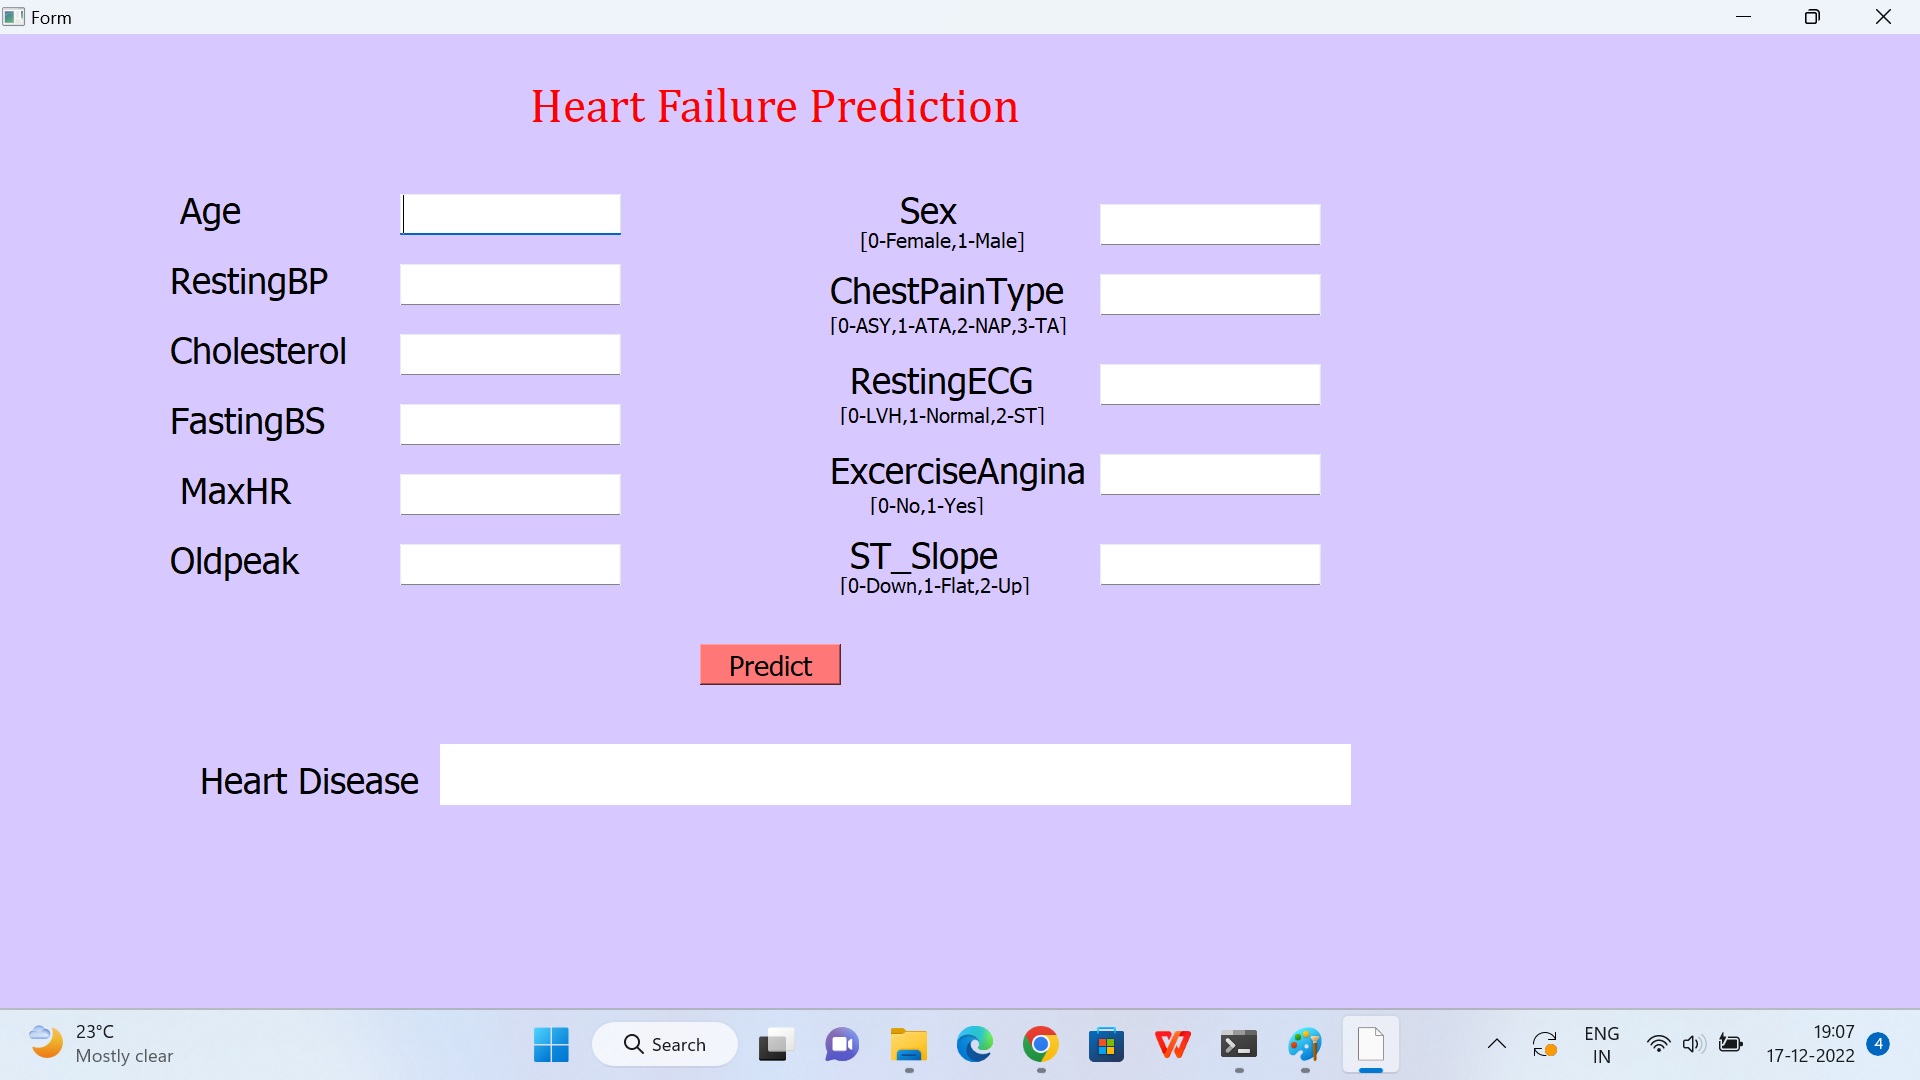 Form
Heart Failure Prediction
Age
RestingBP
Cholesterol
FastingBS
MaxHR
Oldpeak
Sex
[0-Female,1-Male]
ChestPainType
[0-ASY,1-ATA,2-NAP,3-TA]
RestingECG
[0-LVH,1-Normal,2-ST]
ExcerciseAngina
[0-No,1-Yes]
ST_Slope
[0-Down,1-Flat,2-Up]
Predict
Heart Disease
23°C
Mostly clear
Search
ENG
IN
19:07
17-12-2022
4